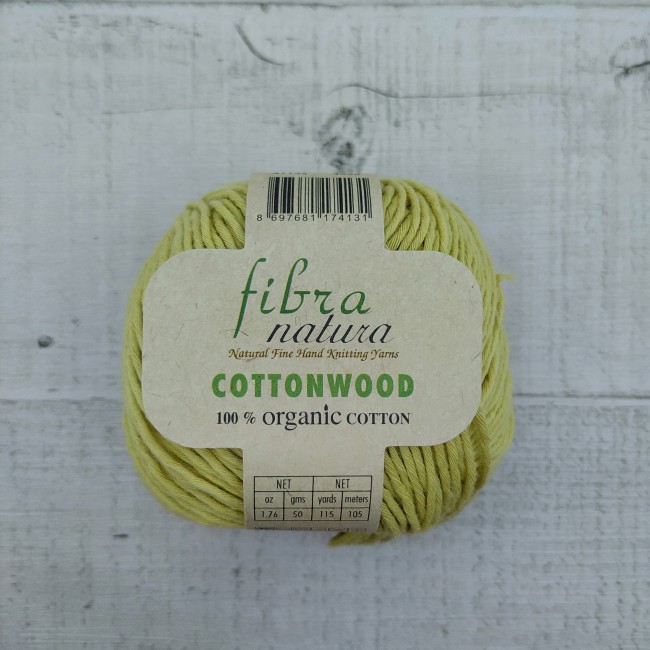 8 697681 174131
fibra
natura
Natural Fine Hand Knitting Yarns
COTTONWOOD
100 % organic COTTON
NET NET
oz gms yards meters
1.76 50 115 105